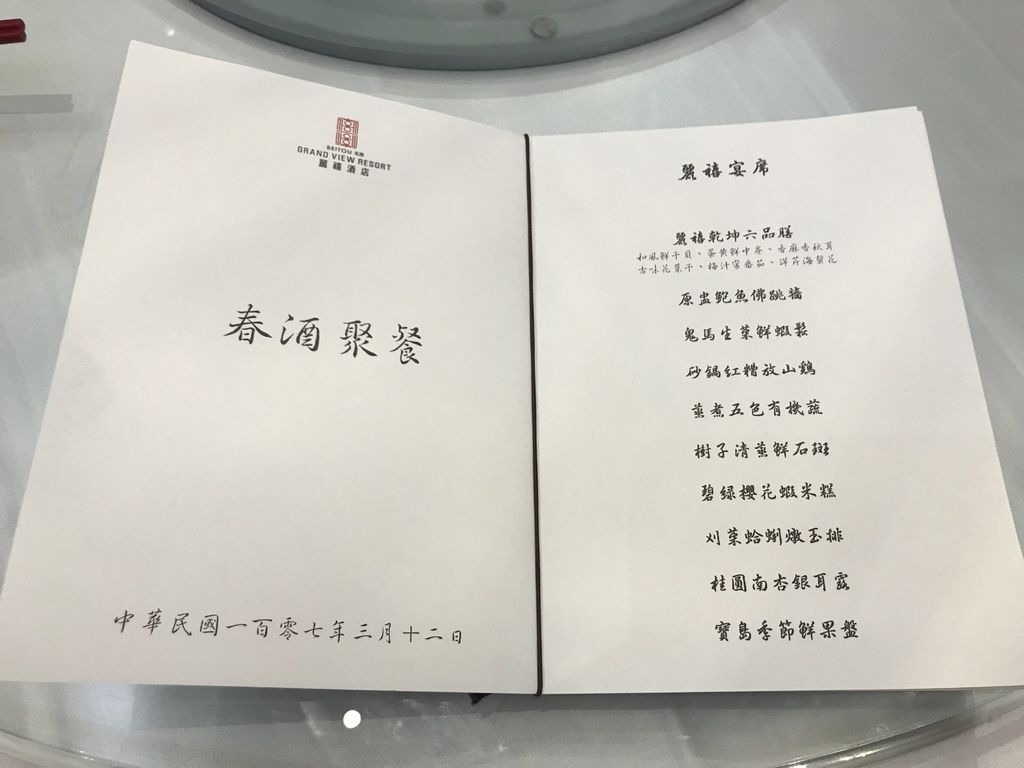 BEITOU 北投
GRAND VIEW RESORT
麗禧酒店
春酒聚餐
中華民國一百零七年三月十二日
麗禧宴席
麗禧乾坤六品膳
和風鮮干貝、蛋黃鮮中卷、香麻香秋耳
古味花菜干、梅汁蜜番茄、洋芹海蜇花
原盅鮑魚佛跳牆
鬼馬生菜鮮蝦鬆
砂鍋紅糟放山鷄
蒸煮五色有機蔬
樹子清蒸鮮石斑
碧綠櫻花蝦米糕
刈菜蛤蜊燉玉排
桂圓南杏銀耳露
寶島季節鮮果盤